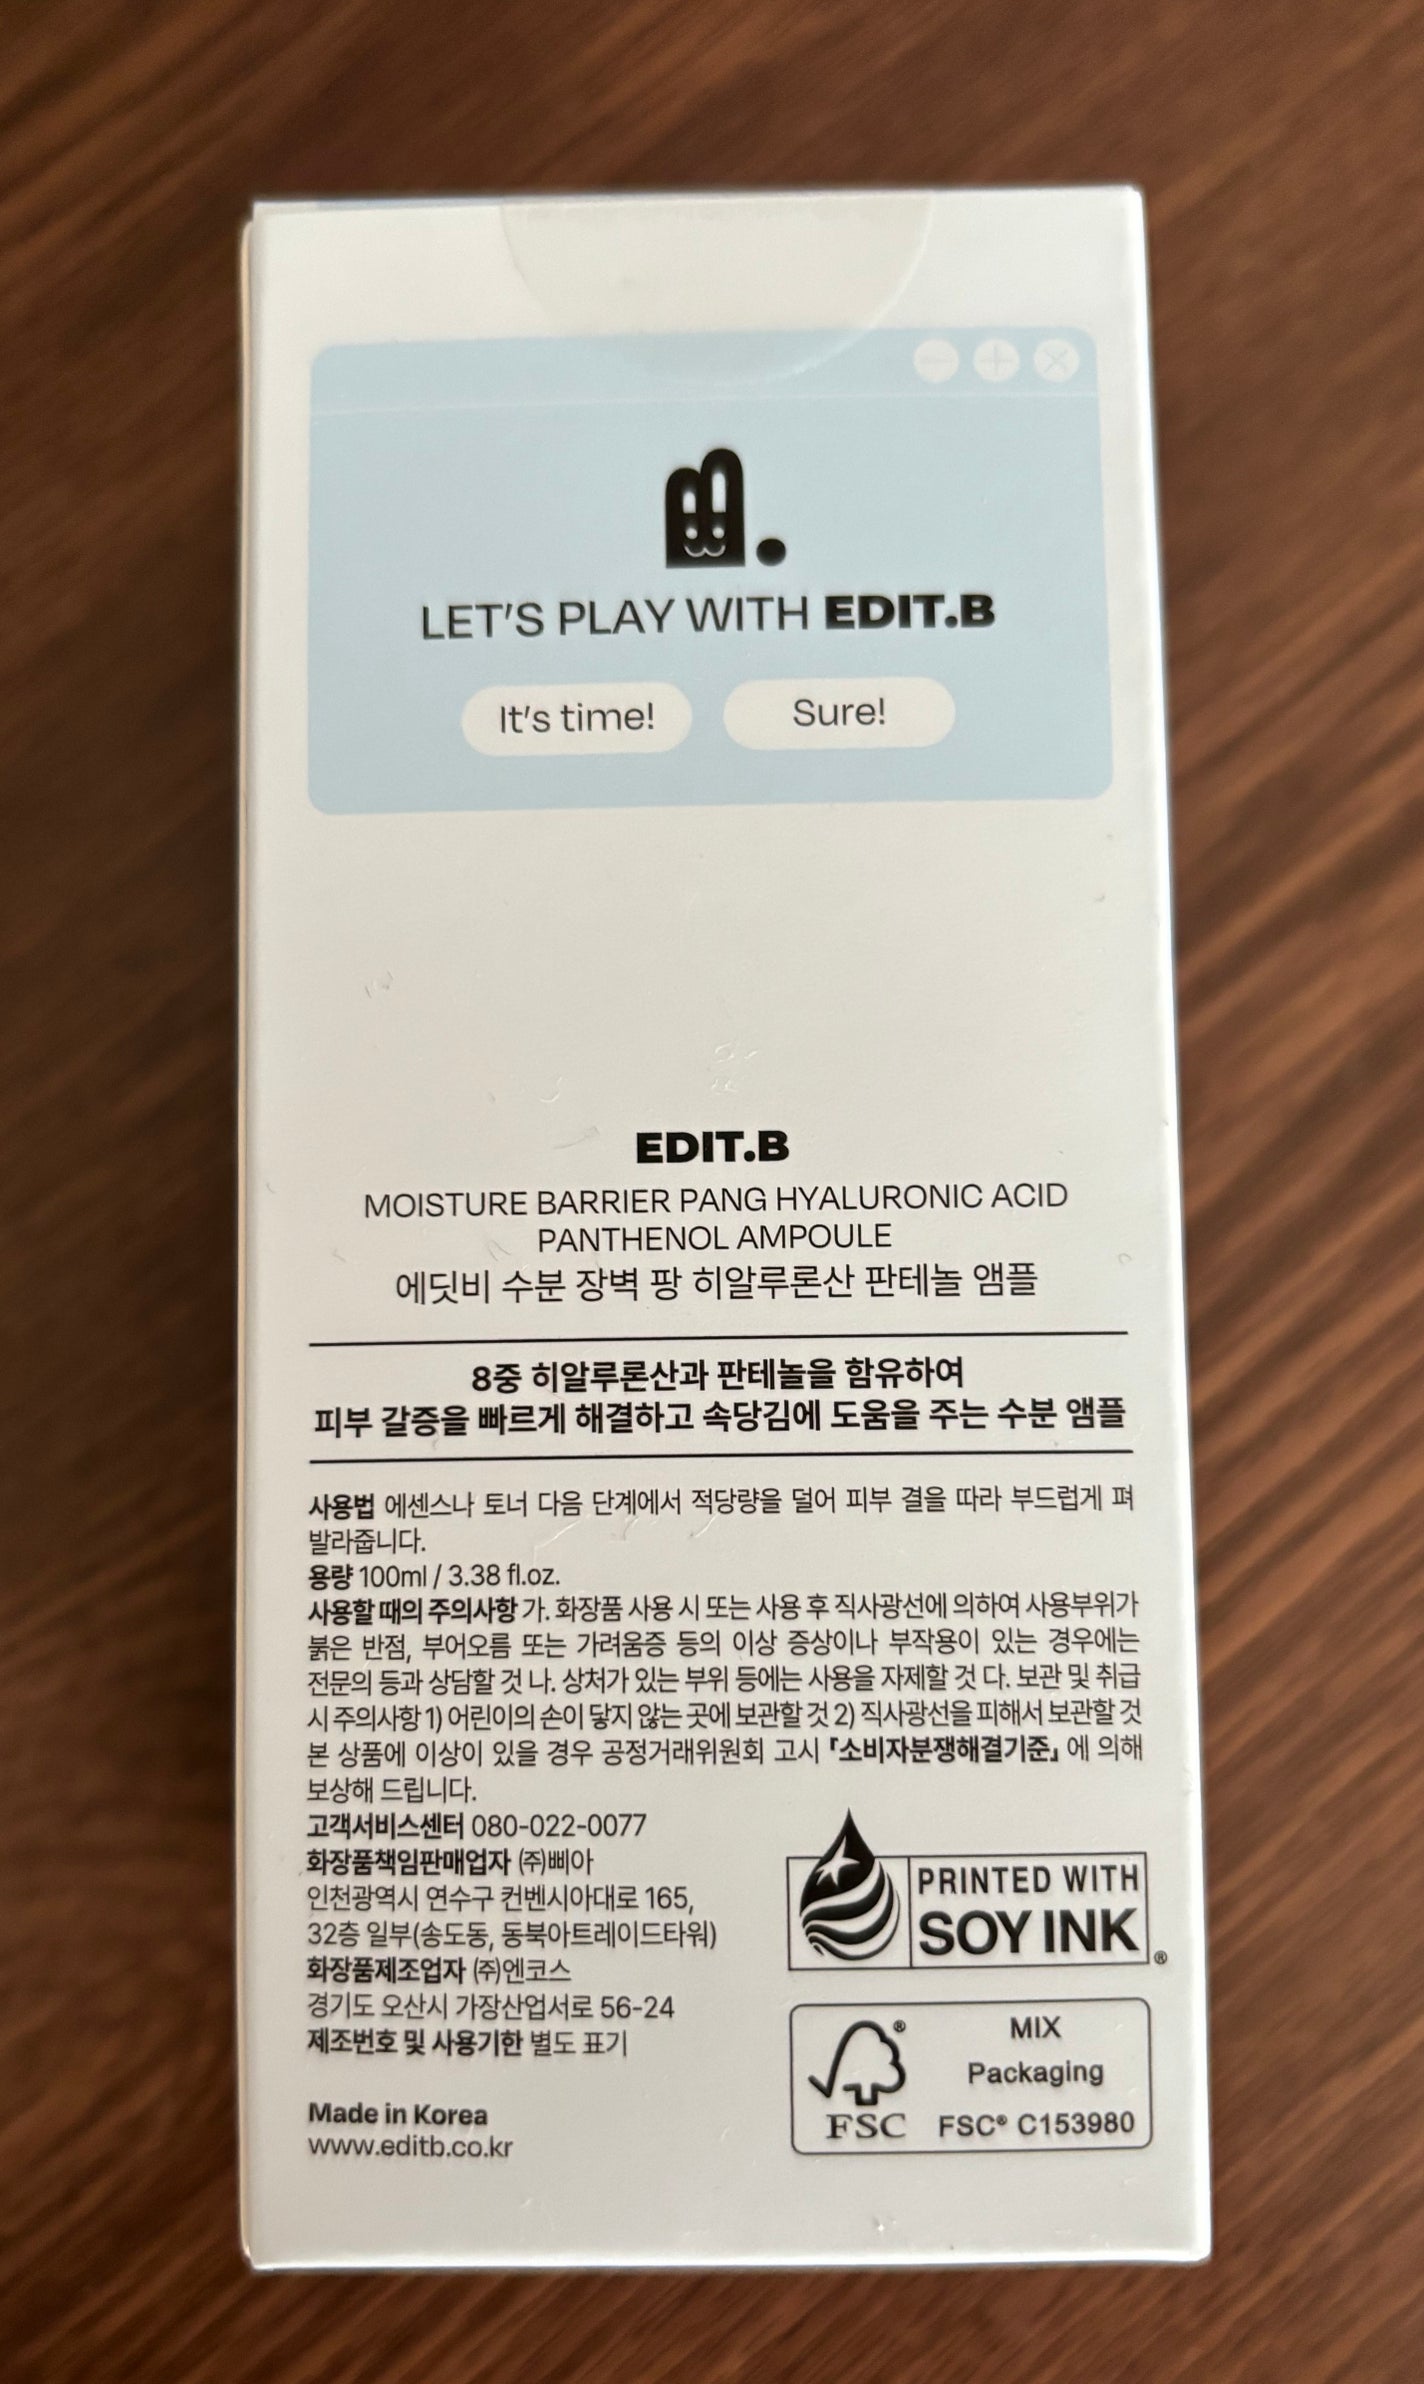 LET'S PLAY WITH EDIT.B
It's time!
Sure!
EDIT.B
MOISTURE BARRIER PANG HYALURONIC ACID
PANTHENOL AMPOULE
에딧비 수분 장벽 팡 히알루론산 판테놀 앰플
8중 히알루론산과 판테놀을 함유하여
피부 갈증을 빠르게 해결하고 속당김에 도움을 주는 수분 앰플
사용법 에센스나 토너 다음 단계에서 적당량을 덜어 피부 결을 따라 부드럽게 펴
발라줍니다.
용량 100ml / 3.38 fl.oz.
사용할 때의 주의사항 가. 화장품 사용 시 또는 사용 후 직사광선에 의하여 사용부위가
붉은 반점, 부어오름 또는 가려움증 등의 이상 증상이나 부작용이 있는 경우에는
전문의 등과 상담할 것 나. 상처가 있는 부위 등에는 사용을 자제할 것 다. 보관 및 취급
시 주의사항 1) 어린이의 손이 닿지 않는 곳에 보관할 것 2) 직사광선을 피해서 보관할 것
본 상품에 이상이 있을 경우 공정거래위원회 고시 『소비자분쟁해결기준』에 의해
보상해 드립니다.
고객서비스센터 080-022-0077
화장품책임판매업자 (주)삐아
인천광역시 연수구 컨벤시아대로 165,
32층 일부(송도동, 동북아트레이드타워)
화장품제조업자 (주)엔코스
경기도 오산시 가장산업서로 56-24
제조번호 및 사용기한 별도 표기
Made in Korea
www.editb.co.kr
PRINTED WITH
SOY INK®
®
FSC
MIX
Packaging
FSC® C153980